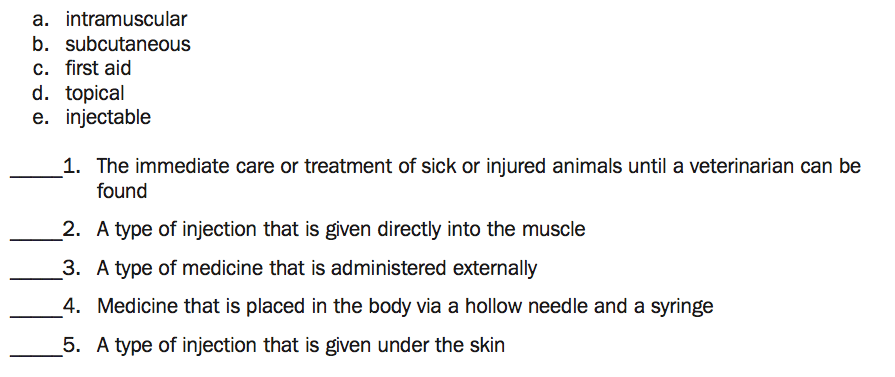 a. intramuscular
b. subcutaneous
c. first aid
d. topical
e. injectable
_____1. The immediate care or treatment of sick or injured animals until a veterinarian can be
found
_____2. A type of injection that is given directly into the muscle
_____3. A type of medicine that is administered externally
_____4. Medicine that is placed in the body via a hollow needle and a syringe
_____5. A type of injection that is given under the skin